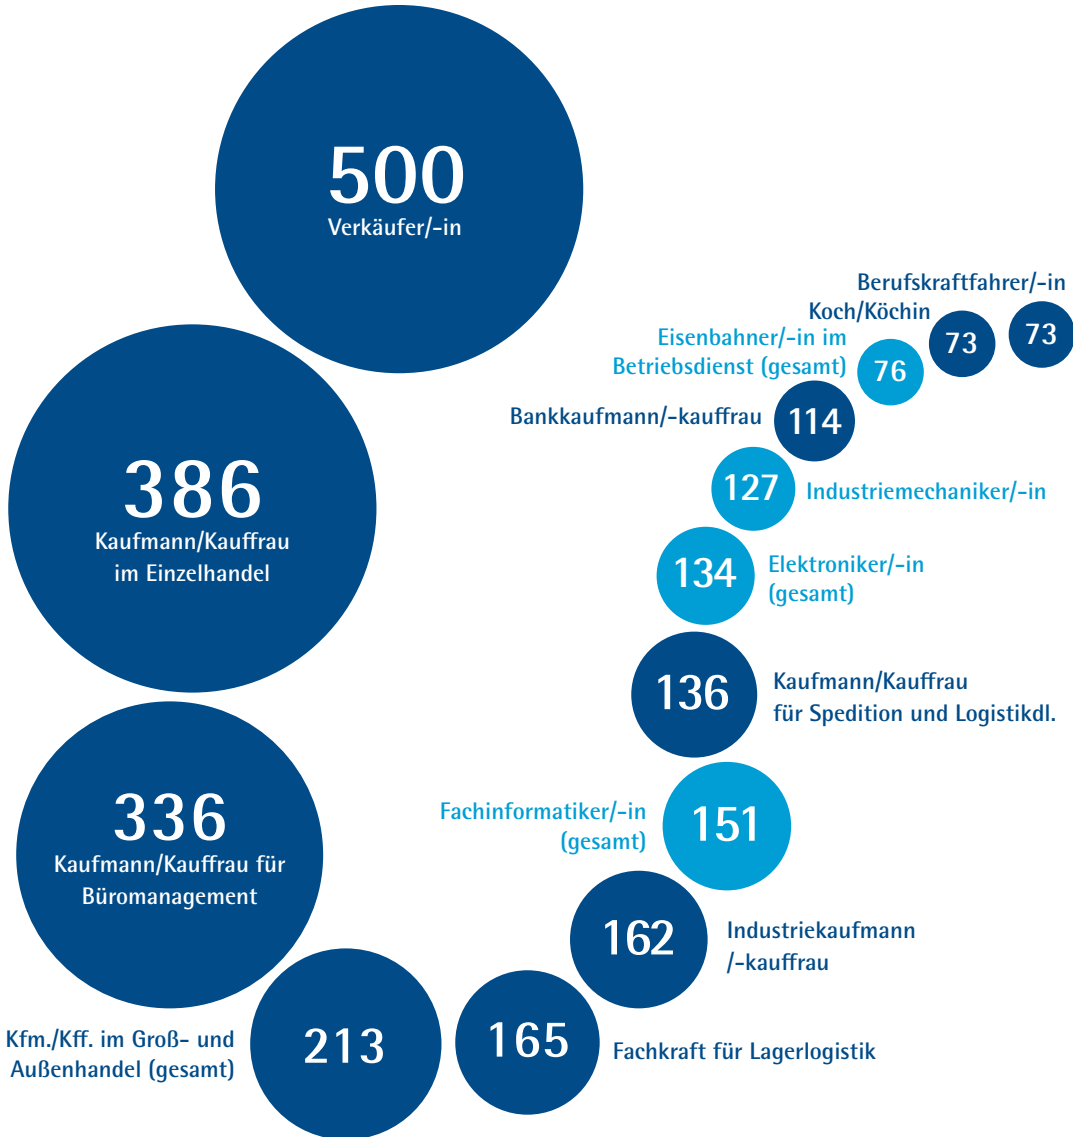 500
Verkäufer/-in
386
Kaufmann/Kauffrau
im Einzelhandel
336
Kaufmann/Kauffrau für
Büromanagement
Kfm./Kff. im Groß- und
Außenhandel (gesamt)
213
165
Fachkraft für Lagerlogistik
162
Industriekaufmann
/-kauffrau
Fachinformatiker/-in
(gesamt)
151
136
Kaufmann/Kauffrau
für Spedition und Logistikdl.
134
Elektroniker/-in
(gesamt)
127
Industriemechaniker/-in
Bankkaufmann/-kauffrau
114
Eisenbahner/-in im
Betriebsdienst (gesamt)
76
Koch/Köchin
73
Berufskraftfahrer/-in
73